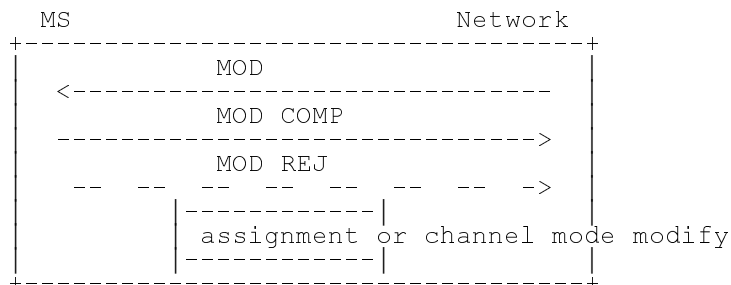 MS Network
MOD
MOD COMP
MOD REJ
assignment or channel mode modify